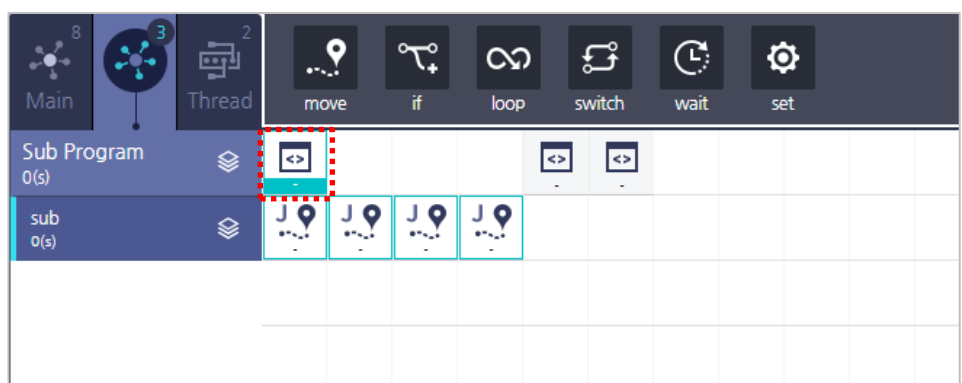 8
3
2
Main
Thread
move
if
loop
switch
wait
set
Sub Program
0(s)
<>
-
<>
-
<>
-
sub
0(s)
J
-
J
-
J
-
J
-